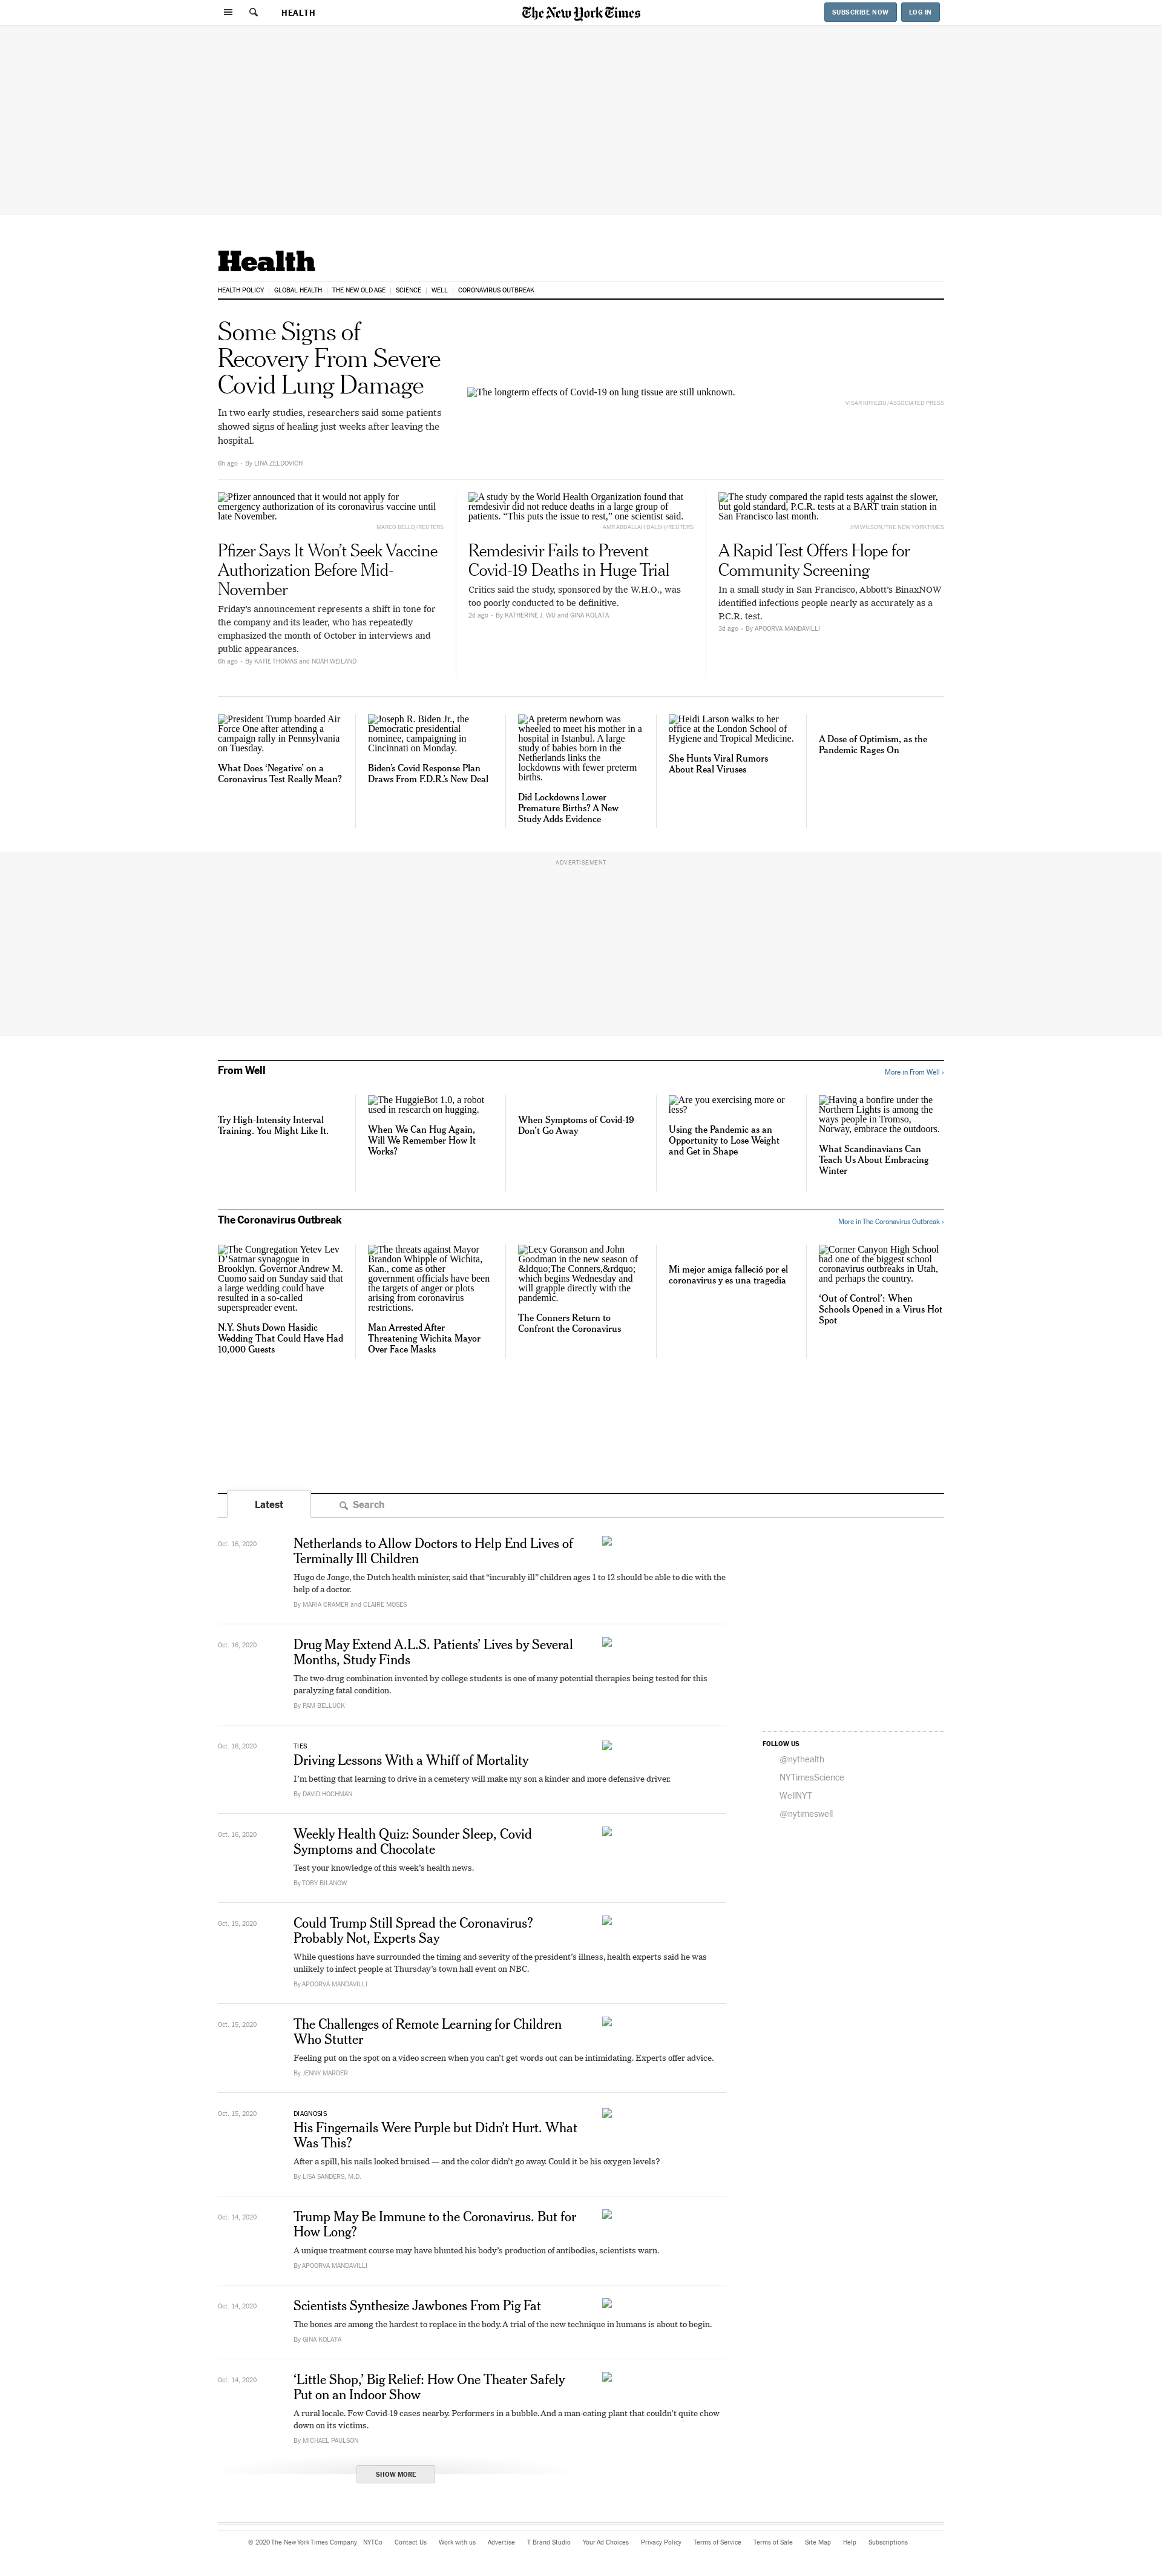 HEALTH
The New York Times
SUBSCRIBE NOW
LOG IN
Health
HEALTH POLICY | GLOBAL HEALTH | THE NEW OLD AGE | SCIENCE | WELL | CORONAVIRUS OUTBREAK
Some Signs of
Recovery From Severe
Covid Lung Damage
In two early studies, researchers said some patients
showed signs of healing just weeks after leaving the
hospital.
6h ago - By LINA ZELDOVICH
The longterm effects of Covid-19 on lung tissue are still unknown.
VISAR KRYEZIU/ASSOCIATED PRESS
Pfizer announced that it would not apply for
emergency authorization of its coronavirus vaccine until
late November.
MARCO BELLO/REUTERS
Pfizer Says It Won’t Seek Vaccine
Authorization Before Mid-
November
Friday’s announcement represents a shift in tone for
the company and its leader, who has repeatedly
emphasized the month of October in interviews and
public appearances.
6h ago - By KATIE THOMAS and NOAH WEILAND
A study by the World Health Organization found that
remdesivir did not reduce deaths in a large group of
patients. “This puts the issue to rest,” one scientist said.
AMR ABDALLAH DALSH/REUTERS
Remdesivir Fails to Prevent
Covid-19 Deaths in Huge Trial
Critics said the study, sponsored by the W.H.O., was
too poorly conducted to be definitive.
2d ago - By KATHERINE J. WU and GINA KOLATA
The study compared the rapid tests against the slower,
but gold standard, P.C.R. tests at a BART train station in
San Francisco last month.
JIM WILSON/THE NEW YORK TIMES
A Rapid Test Offers Hope for
Community Screening
In a small study in San Francisco, Abbott’s BinaxNOW
identified infectious people nearly as accurately as a
P.C.R. test.
3d ago - By APOORVA MANDAVILLI
President Trump boarded Air
Force One after attending a
campaign rally in Pennsylvania
on Tuesday.
What Does ‘Negative’ on a
Coronavirus Test Really Mean?
Joseph R. Biden Jr., the
Democratic presidential
nominee, campaigning in
Cincinnati on Monday.
Biden’s Covid Response Plan
Draws From F.D.R.’s New Deal
A preterm newborn was
wheeled to meet his mother in a
hospital in Istanbul. A large
study of babies born in the
Netherlands links the
lockdowns with fewer preterm
births.
Did Lockdowns Lower
Premature Births? A New
Study Adds Evidence
Heidi Larson walks to her
office at the London School of
Hygiene and Tropical Medicine.
She Hunts Viral Rumors
About Real Viruses
A Dose of Optimism, as the
Pandemic Rages On
ADVERTISEMENT
From Well
More in From Well ›
Try High-Intensity Interval
Training. You Might Like It.
The HuggieBot 1.0, a robot
used in research on hugging.
When We Can Hug Again,
Will We Remember How It
Works?
When Symptoms of Covid-19
Don’t Go Away
Are you exercising more or
less?
Using the Pandemic as an
Opportunity to Lose Weight
and Get in Shape
Having a bonfire under the
Northern Lights is among the
ways people in Tromso,
Norway, embrace the outdoors.
What Scandinavians Can
Teach Us About Embracing
Winter
The Coronavirus Outbreak
More in The Coronavirus Outbreak ›
The Congregation Yetev Lev
D’Satmar synagogue in
Brooklyn. Governor Andrew M.
Cuomo said on Sunday said that
a large wedding could have
resulted in a so-called
superspreader event.
N.Y. Shuts Down Hasidic
Wedding That Could Have Had
10,000 Guests
The threats against Mayor
Brandon Whipple of Wichita,
Kan., come as other
government officials have been
the targets of anger or plots
arising from coronavirus
restrictions.
Man Arrested After
Threatening Wichita Mayor
Over Face Masks
Lecy Goranson and John
Goodman in the new season of
&ldquo;The Conners,&rdquo;
which begins Wednesday and
will grapple directly with the
pandemic.
The Conners Return to
Confront the Coronavirus
Mi mejor amiga falleció por el
coronavirus y es una tragedia
Corner Canyon High School
had one of the biggest school
coronavirus outbreaks in Utah,
and perhaps the country.
‘Out of Control’: When
Schools Opened in a Virus Hot
Spot
Latest
Search
Oct. 16, 2020
Netherlands to Allow Doctors to Help End Lives of
Terminally Ill Children
Hugo de Jonge, the Dutch health minister, said that “incurably ill” children ages 1 to 12 should be able to die with the
help of a doctor.
By MARIA CRAMER and CLAIRE MOSES
Oct. 16, 2020
Drug May Extend A.L.S. Patients’ Lives by Several
Months, Study Finds
The two-drug combination invented by college students is one of many potential therapies being tested for this
paralyzing fatal condition.
By PAM BELLUCK
Oct. 16, 2020
TIES
Driving Lessons With a Whiff of Mortality
I’m betting that learning to drive in a cemetery will make my son a kinder and more defensive driver.
By DAVID HOCHMAN
Oct. 16, 2020
Weekly Health Quiz: Sounder Sleep, Covid
Symptoms and Chocolate
Test your knowledge of this week’s health news.
By TOBY BILANOW
Oct. 15, 2020
Could Trump Still Spread the Coronavirus?
Probably Not, Experts Say
While questions have surrounded the timing and severity of the president’s illness, health experts said he was
unlikely to infect people at Thursday’s town hall event on NBC.
By APOORVA MANDAVILLI
Oct. 15, 2020
The Challenges of Remote Learning for Children
Who Stutter
Feeling put on the spot on a video screen when you can’t get words out can be intimidating. Experts offer advice.
By JENNY MARDER
Oct. 15, 2020
DIAGNOSIS
His Fingernails Were Purple but Didn’t Hurt. What
Was This?
After a spill, his nails looked bruised — and the color didn’t go away. Could it be his oxygen levels?
By LISA SANDERS, M.D.
Oct. 14, 2020
Trump May Be Immune to the Coronavirus. But for
How Long?
A unique treatment course may have blunted his body’s production of antibodies, scientists warn.
By APOORVA MANDAVILLI
Oct. 14, 2020
Scientists Synthesize Jawbones From Pig Fat
The bones are among the hardest to replace in the body. A trial of the new technique in humans is about to begin.
By GINA KOLATA
Oct. 14, 2020
‘Little Shop,’ Big Relief: How One Theater Safely
Put on an Indoor Show
A rural locale. Few Covid-19 cases nearby. Performers in a bubble. And a man-eating plant that couldn’t quite chow
down on its victims.
By MICHAEL PAULSON
SHOW MORE
FOLLOW US
@nythealth
NYTimesScience
WellNYT
@nytimeswell
© 2020 The New York Times Company NYTCo Contact Us Work with us Advertise T Brand Studio Your Ad Choices Privacy Policy Terms of Service Terms of Sale Site Map Help Subscriptions